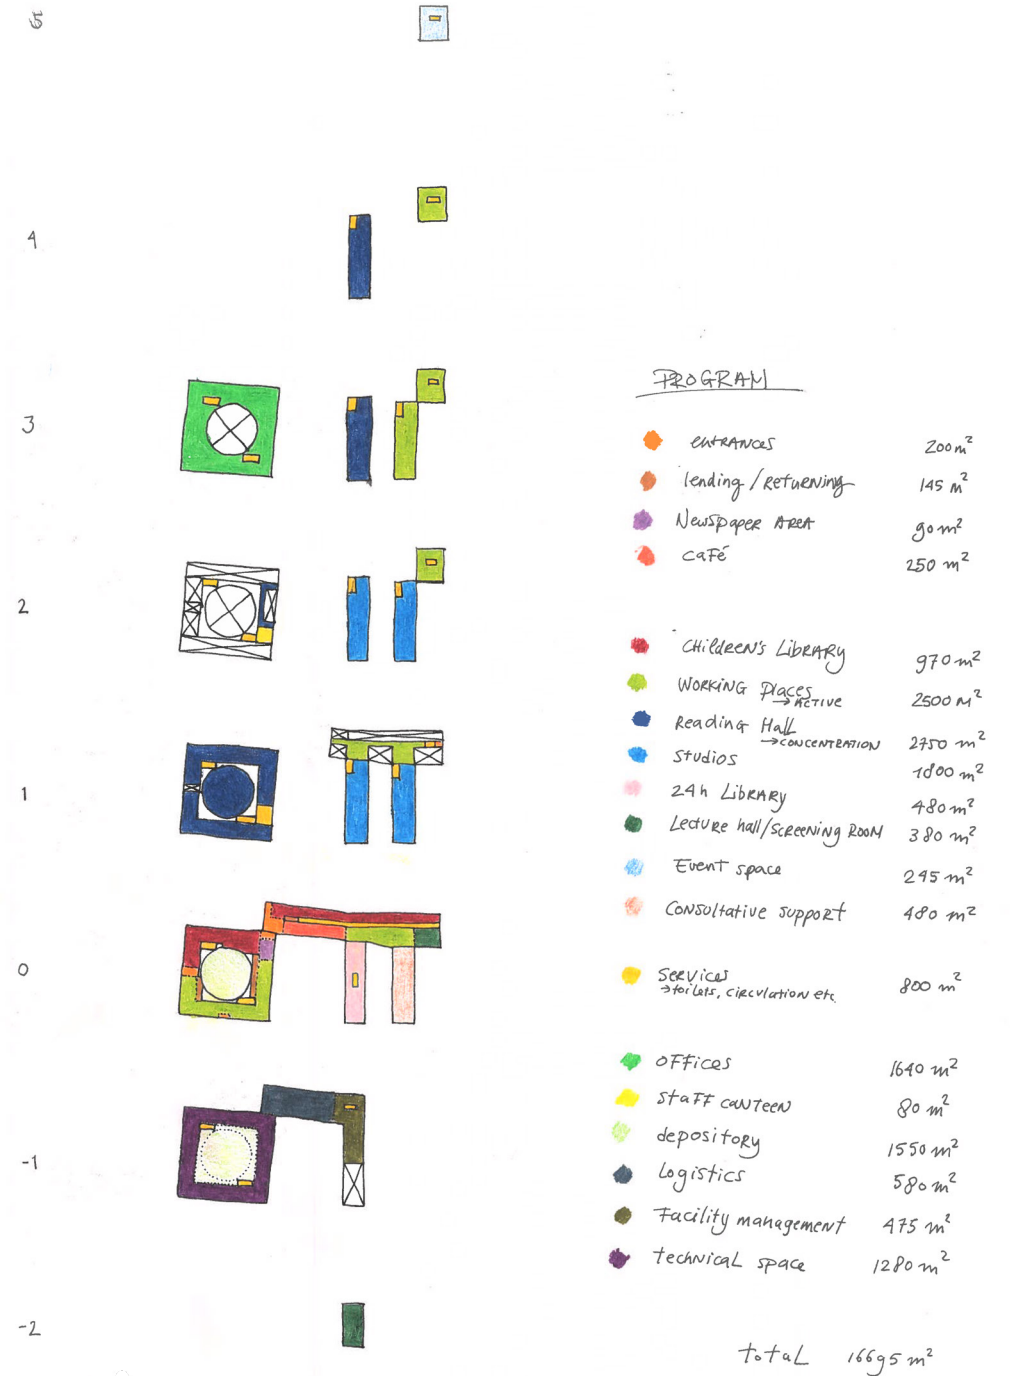 5
4
3
2
1
0
-1
-2
PROGRAM
entrances 200 m²
lending / returning 145 m²
Newspaper Area 90 m²
café 250 m²
Children's Library 970 m²
Working places 2500 m²
→ active
Reading Hall 2750 m²
→ concentration
studios 1800 m²
24h Library 480 m²
Lecture hall/screening room 380 m²
Event space 245 m²
Consultative support 480 m²
Services 800 m²
→ toilets, circulation etc.
offices 1640 m²
staff canteen 80 m²
depository 1550 m²
Logistics 580 m²
Facility management 475 m²
technical space 1280 m²
total 16695 m²